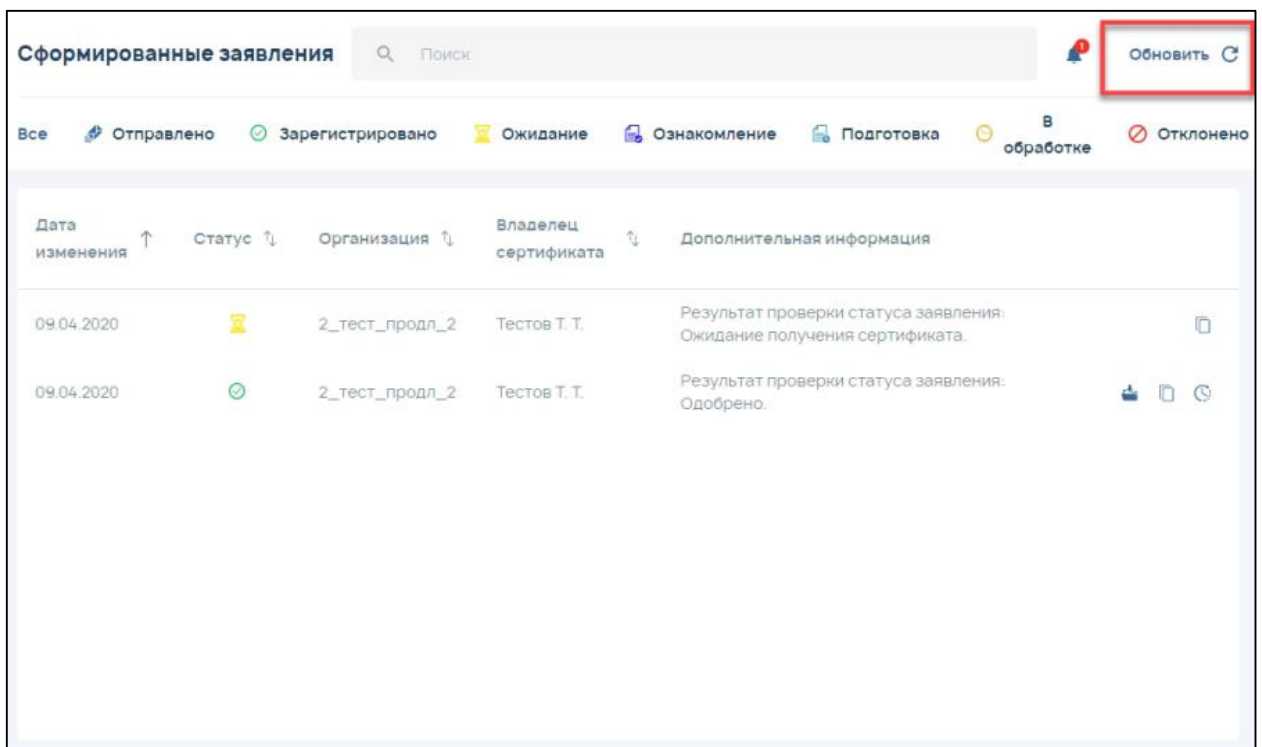 Сформированные заявления
Поиск
1
Обновить
Все
Отправлено
Зарегистрировано
Ожидание
Ознакомление
Подготовка
В
обработке
Отклонено
Дата
изменения
Статус
Организация
Владелец
сертификата
Дополнительная информация
09.04.2020
2_тест_продл_2
Тестов Т. Т.
Результат проверки статуса заявления:
Ожидание получения сертификата.
09.04.2020
2_тест_продл_2
Тестов Т. Т.
Результат проверки статуса заявления:
Одобрено.